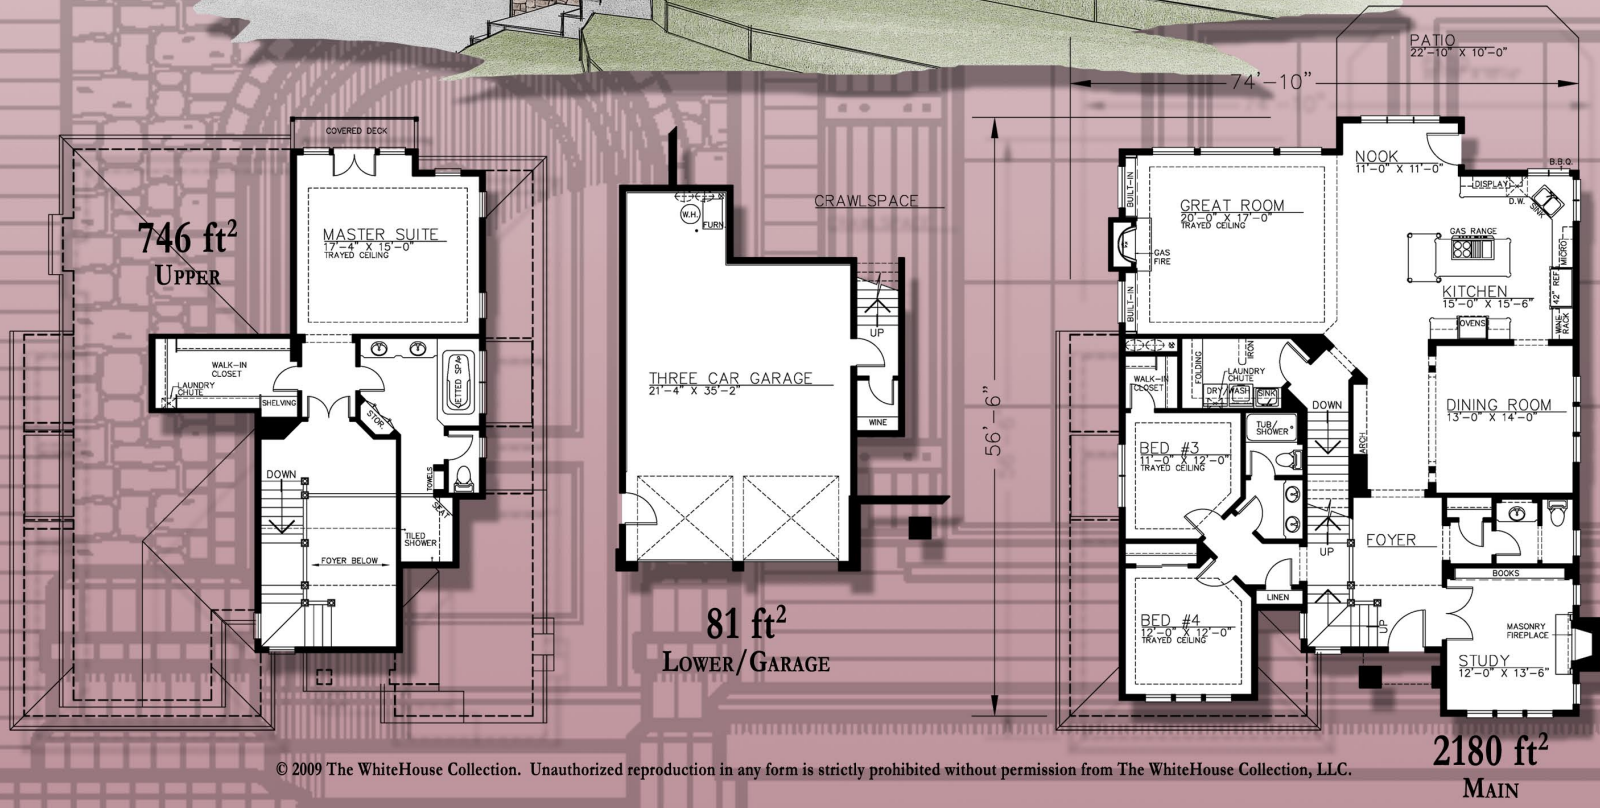 PATIO
22'-10" X 10'-0"
74'-10"
COVERED DECK
MASTER SUITE
17'-4" X 15'-0"
TRAYED CEILING
746 ft²
UPPER
WALK-IN
CLOSET
LAUNDRY
CHUTE
SHELVING
STOR.
JETTED SPA
TOWELS
SEAT
TILED
SHOWER
DOWN
FOYER BELOW
W.H.
FURN.
CRAWLSPACE
UP
THREE CAR GARAGE
21'-4" X 35'-2"
WINE
81 ft²
LOWER/GARAGE
56'-6"
NOOK
11'-0" X 11'-0"
B.B.Q.
DISPLAY
D.W.
SINK
BUILT-IN
GREAT ROOM
20'-0" X 17'-0"
TRAYED CEILING
GAS
FIRE
BUILT-IN
GAS RANGE
MICRO
42" REF
KITCHEN
15'-0" X 15'-6"
OVENS
WINE
RACK
WALK-IN
CLOSET
FOLDING
IRON
LAUNDRY
CHUTE
DRY
WASH
SINK
DOWN
ARCH
DINING ROOM
13'-0" X 14'-0"
TUB/
SHOWER
BED #3
11'-0" X 12'-0"
TRAYED CEILING
UP
FOYER
BOOKS
LINEN
BED #4
12'-0" X 12'-0"
TRAYED CEILING
UP
MASONRY
FIREPLACE
STUDY
12'-0" X 13'-6"
2180 ft²
MAIN
© 2009 The WhiteHouse Collection. Unauthorized reproduction in any form is strictly prohibited without permission from The WhiteHouse Collection, LLC.